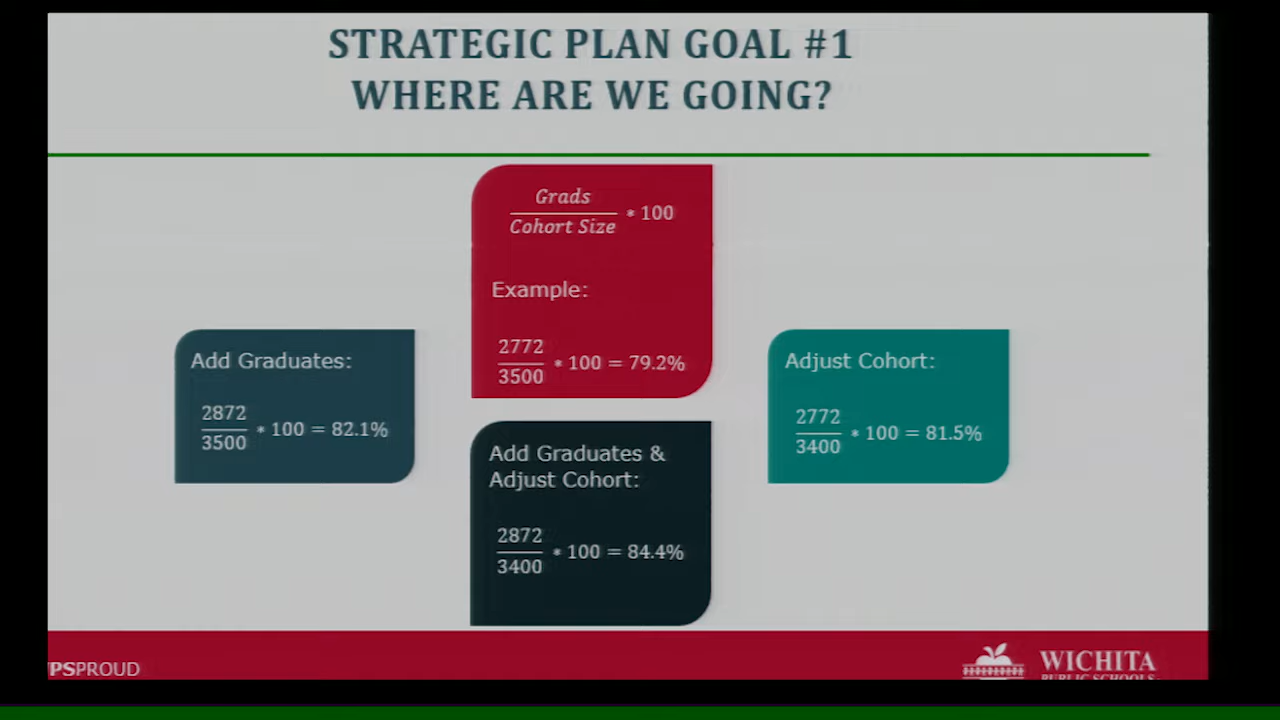 STRATEGIC PLAN GOAL #1
WHERE ARE WE GOING?
Grads
Cohort Size
* 100
Example:
2772
3500
* 100 = 79.2%
Add Graduates:
2872
3500
* 100 = 82.1%
Adjust Cohort:
2772
3400
* 100 = 81.5%
Add Graduates &
Adjust Cohort:
2872
3400
* 100 = 84.4%
PSPROUD
WICHITA
PUBLIC SCHOOLS